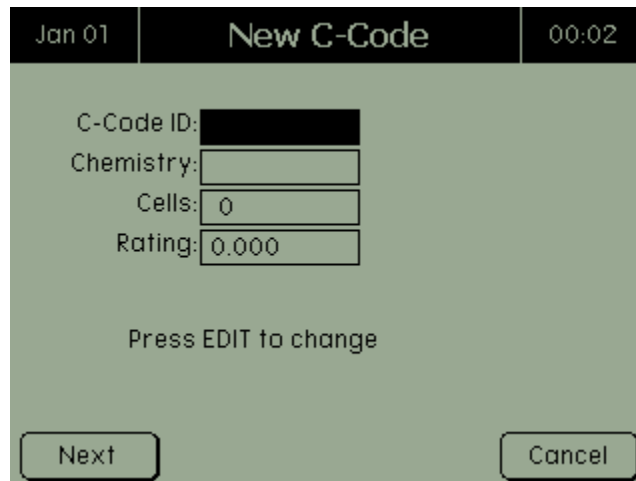 Jan 01 New C-Code 00:02
C-Code ID:
Chemistry:
Cells: 0
Rating: 0.000
Press EDIT to change
Next Cancel